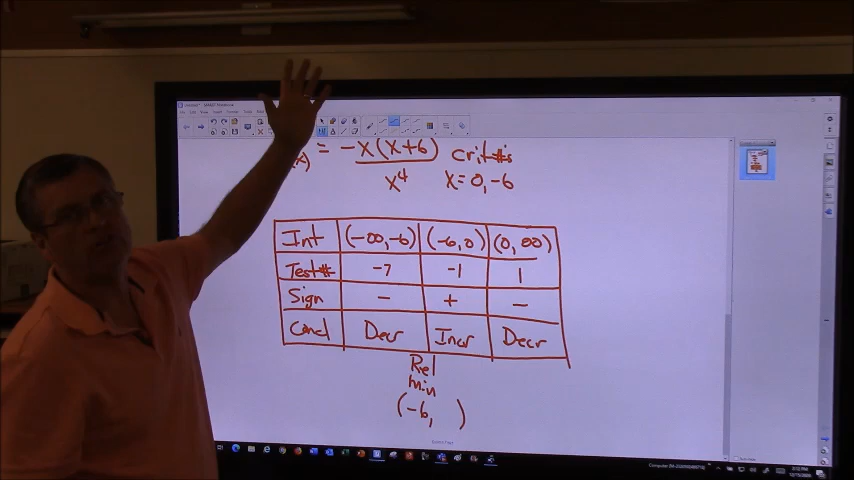 = -x(x+6) crit #s
x⁴ x=0,-6
Int (-∞,-6) (-6,0) (0,∞)
Test# -7 -1 1
Sign - + -
Concl Decr Incr Decr
Rel
min
(-6, )